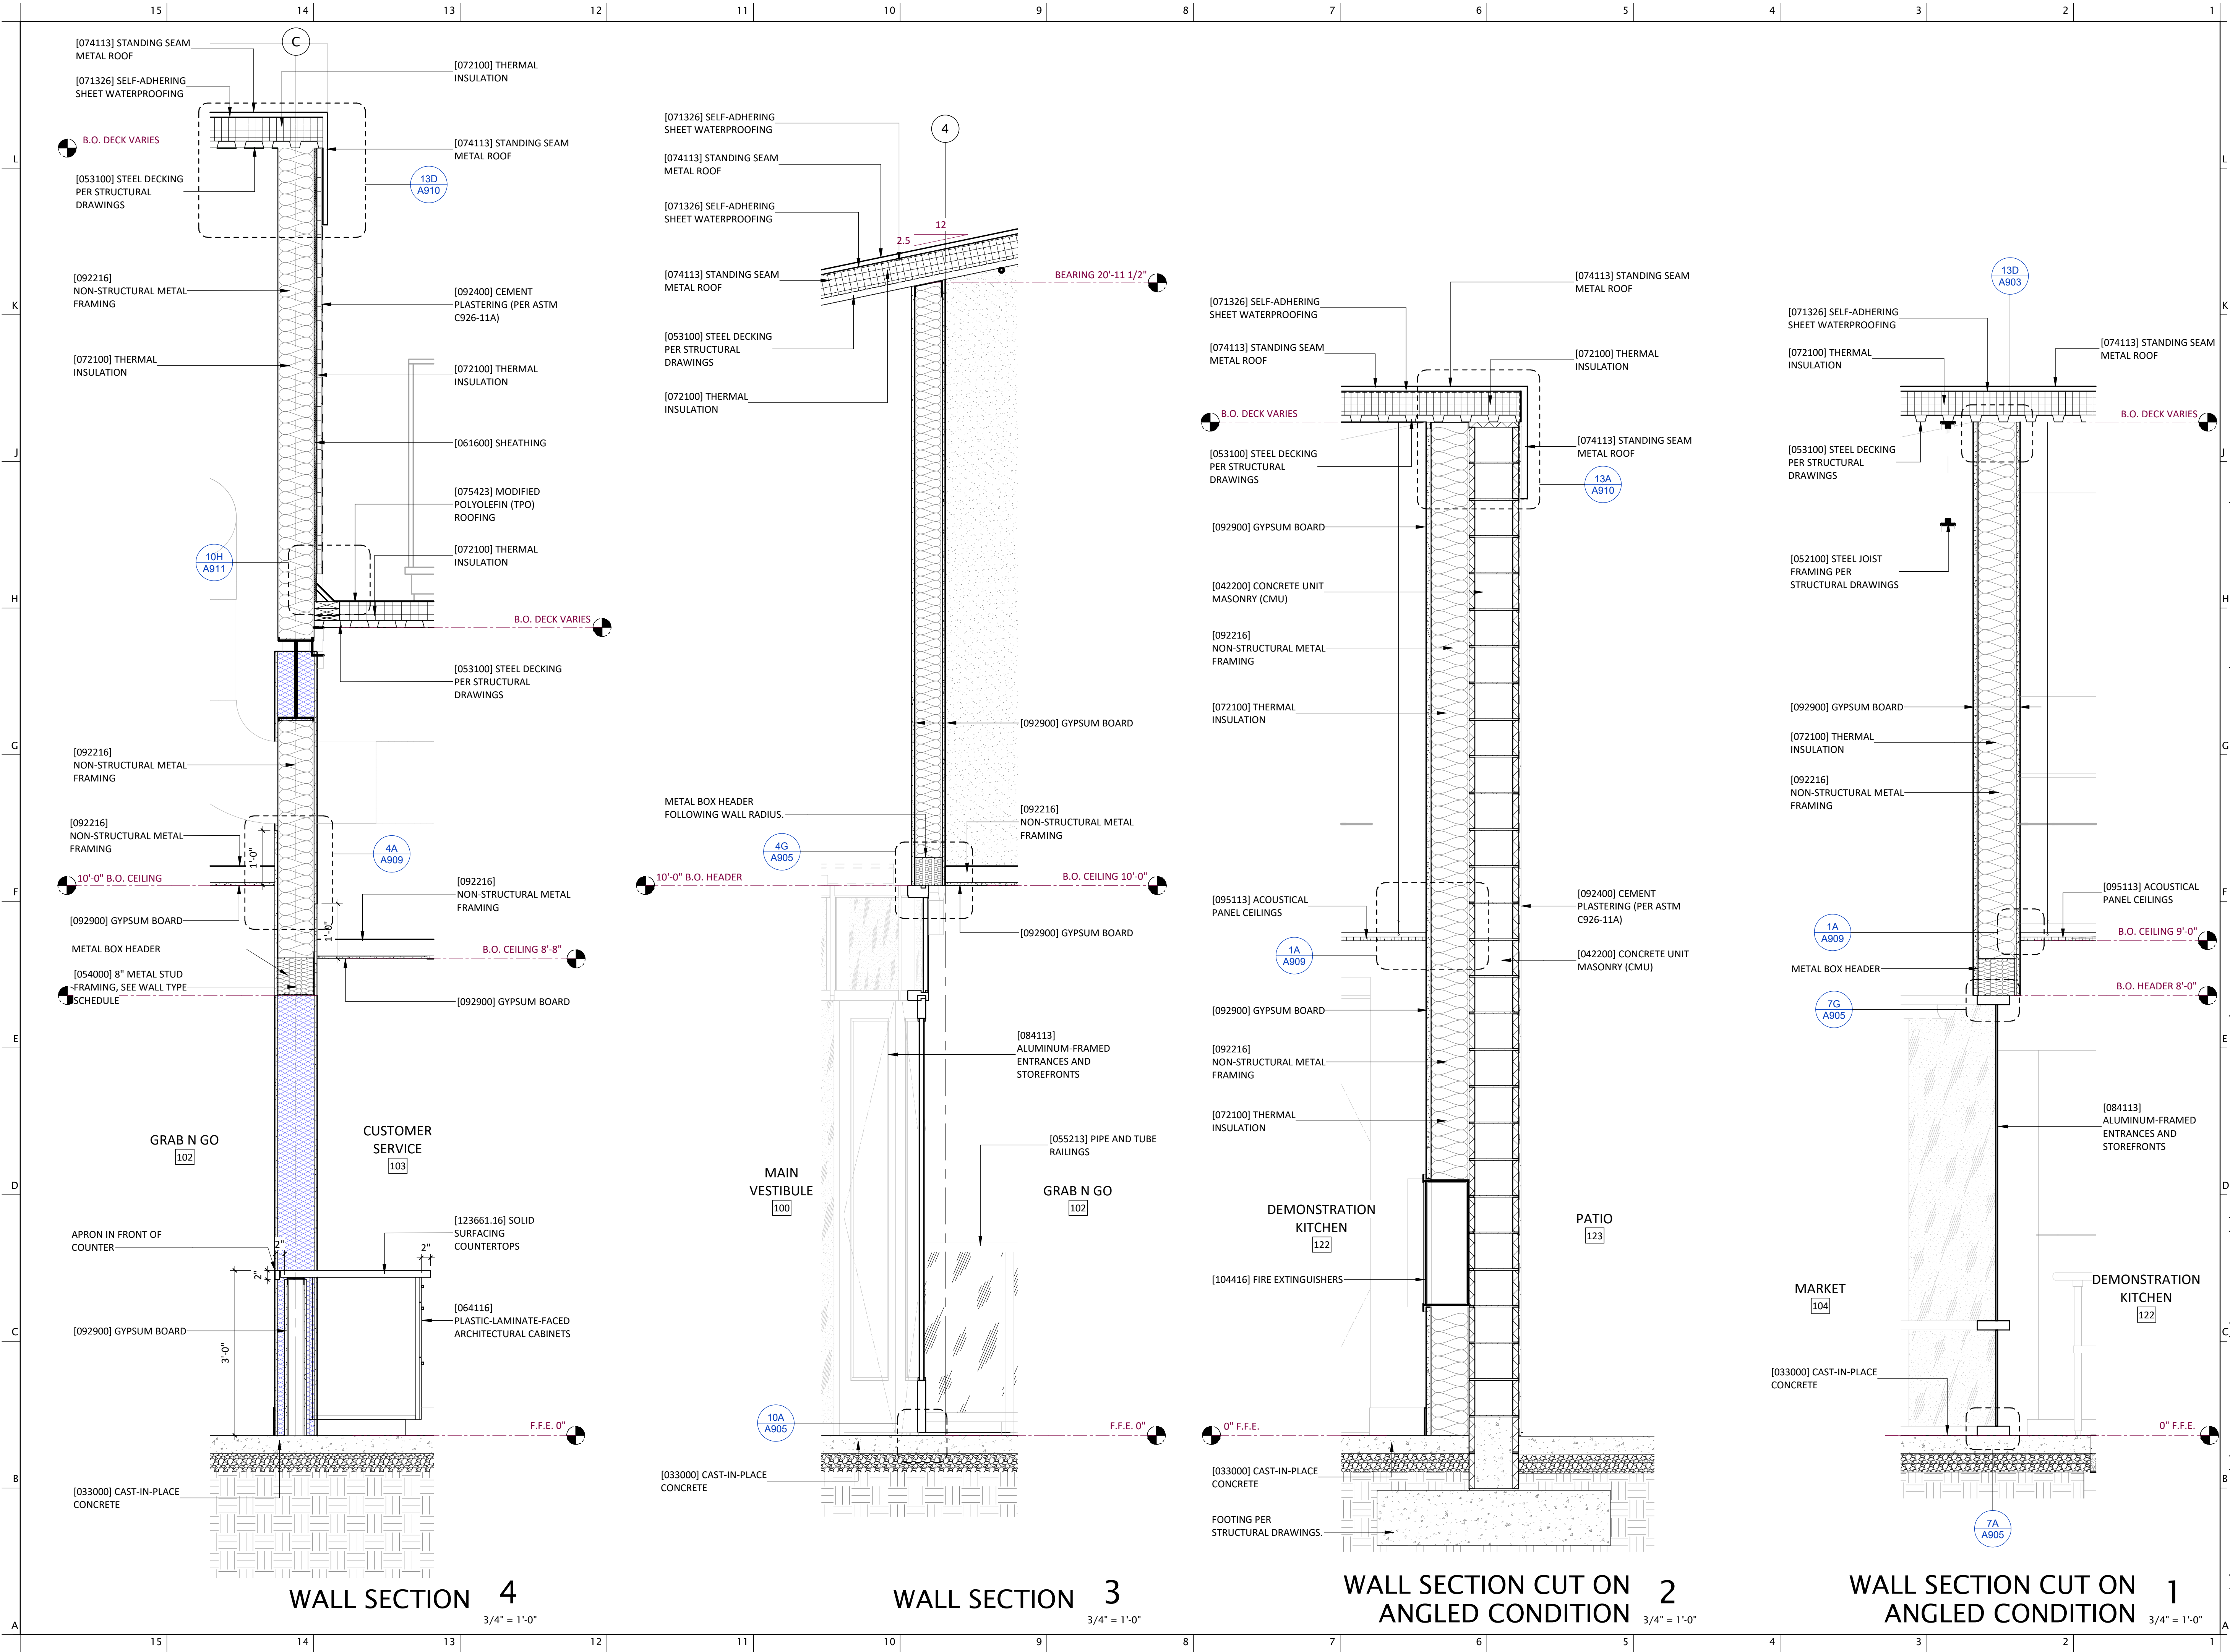 15 14 13 12 11 10 9 8 7 6 5 4 3 2 1
L
K
J
H
G
F
E
D
C
B
A
C
[074113] STANDING SEAM
METAL ROOF
[071326] SELF-ADHERING
SHEET WATERPROOFING
[072100] THERMAL
INSULATION
B.O. DECK VARIES
[074113] STANDING SEAM
METAL ROOF
[053100] STEEL DECKING
PER STRUCTURAL
DRAWINGS
13D
A910
[092216]
NON-STRUCTURAL METAL
FRAMING
[092400] CEMENT
PLASTERING (PER ASTM
C926-11A)
[072100] THERMAL
INSULATION
[072100] THERMAL
INSULATION
[061600] SHEATHING
[075423] MODIFIED
POLYOLEFIN (TPO)
ROOFING
[072100] THERMAL
INSULATION
10H
A911
B.O. DECK VARIES
[053100] STEEL DECKING
PER STRUCTURAL
DRAWINGS
[092216]
NON-STRUCTURAL METAL
FRAMING
[092216]
NON-STRUCTURAL METAL
FRAMING
1'-0"
4A
A909
10'-0" B.O. CEILING
[092216]
NON-STRUCTURAL METAL
FRAMING
[092900] GYPSUM BOARD
1'-0"
METAL BOX HEADER
B.O. CEILING 8'-8"
[054000] 8" METAL STUD
FRAMING, SEE WALL TYPE
SCHEDULE
[092900] GYPSUM BOARD
GRAB N GO
102
CUSTOMER
SERVICE
103
APRON IN FRONT OF
COUNTER
2"
2"
[123661.16] SOLID
SURFACING
COUNTERTOPS
2"
[092900] GYPSUM BOARD
3'-0"
[064116]
PLASTIC-LAMINATE-FACED
ARCHITECTURAL CABINETS
F.F.E. 0"
[033000] CAST-IN-PLACE
CONCRETE
WALL SECTION 4
3/4" = 1'-0"
4
[071326] SELF-ADHERING
SHEET WATERPROOFING
[074113] STANDING SEAM
METAL ROOF
[071326] SELF-ADHERING
SHEET WATERPROOFING
12
2.5
[074113] STANDING SEAM
METAL ROOF
BEARING 20'-11 1/2"
[053100] STEEL DECKING
PER STRUCTURAL
DRAWINGS
[072100] THERMAL
INSULATION
[092900] GYPSUM BOARD
METAL BOX HEADER
FOLLOWING WALL RADIUS.
[092216]
NON-STRUCTURAL METAL
FRAMING
4G
A905
10'-0" B.O. HEADER
B.O. CEILING 10'-0"
[092900] GYPSUM BOARD
[084113]
ALUMINUM-FRAMED
ENTRANCES AND
STOREFRONTS
[055213] PIPE AND TUBE
RAILINGS
MAIN
VESTIBULE
100
GRAB N GO
102
10A
A905
F.F.E. 0"
[033000] CAST-IN-PLACE
CONCRETE
WALL SECTION 3
3/4" = 1'-0"
[074113] STANDING SEAM
METAL ROOF
[071326] SELF-ADHERING
SHEET WATERPROOFING
[074113] STANDING SEAM
METAL ROOF
[072100] THERMAL
INSULATION
B.O. DECK VARIES
[074113] STANDING SEAM
METAL ROOF
[053100] STEEL DECKING
PER STRUCTURAL
DRAWINGS
13A
A910
[092900] GYPSUM BOARD
[042200] CONCRETE UNIT
MASONRY (CMU)
[092216]
NON-STRUCTURAL METAL
FRAMING
[072100] THERMAL
INSULATION
[095113] ACOUSTICAL
PANEL CEILINGS
[092400] CEMENT
PLASTERING (PER ASTM
C926-11A)
1A
A909
[042200] CONCRETE UNIT
MASONRY (CMU)
[092900] GYPSUM BOARD
[092216]
NON-STRUCTURAL METAL
FRAMING
[072100] THERMAL
INSULATION
DEMONSTRATION
KITCHEN
122
PATIO
123
[104416] FIRE EXTINGUISHERS
0" F.F.E.
[033000] CAST-IN-PLACE
CONCRETE
FOOTING PER
STRUCTURAL DRAWINGS.
WALL SECTION CUT ON
ANGLED CONDITION 2
3/4" = 1'-0"
13D
A903
[071326] SELF-ADHERING
SHEET WATERPROOFING
[074113] STANDING SEAM
METAL ROOF
[072100] THERMAL
INSULATION
B.O. DECK VARIES
[053100] STEEL DECKING
PER STRUCTURAL
DRAWINGS
[052100] STEEL JOIST
FRAMING PER
STRUCTURAL DRAWINGS
[092900] GYPSUM BOARD
[072100] THERMAL
INSULATION
[092216]
NON-STRUCTURAL METAL
FRAMING
[095113] ACOUSTICAL
PANEL CEILINGS
1A
A909
B.O. CEILING 9'-0"
METAL BOX HEADER
B.O. HEADER 8'-0"
7G
A905
[084113]
ALUMINUM-FRAMED
ENTRANCES AND
STOREFRONTS
MARKET
104
DEMONSTRATION
KITCHEN
122
[033000] CAST-IN-PLACE
CONCRETE
0" F.F.E.
7A
A905
WALL SECTION CUT ON
ANGLED CONDITION 1
3/4" = 1'-0"
L
K
J
H
G
F
E
D
C
B
A
15 14 13 12 11 10 9 8 7 6 5 4 3 2 1